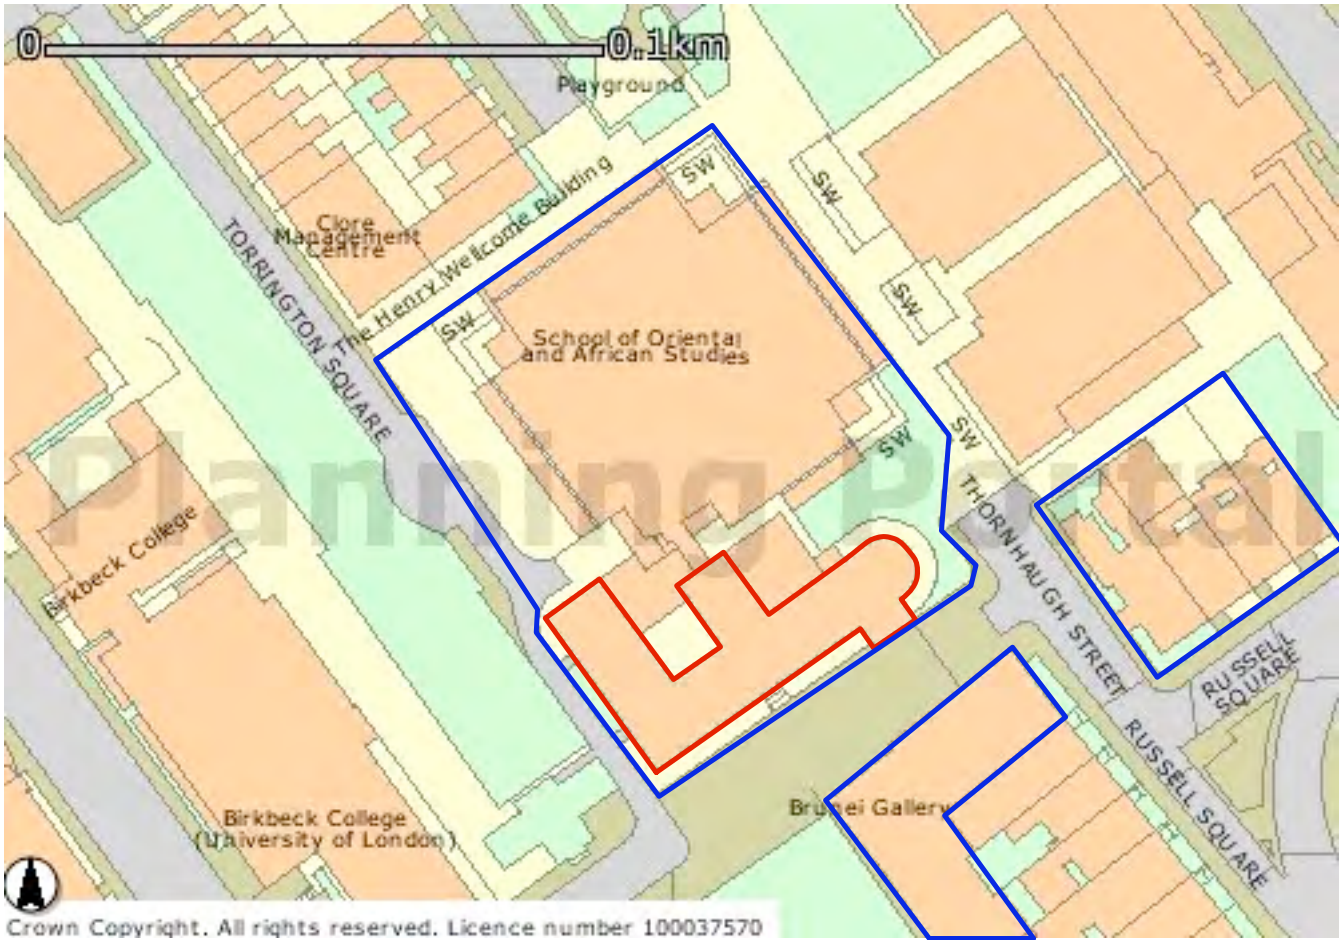 0 0.1km
Playground
The Henry Wellcome Building
SW
SW
Clore
Management
Centre
TORRINGTON SQUARE
SW
School of Oriental
and African Studies
SW
SW
SW
Planning Portal
THORNHAUGH STREET
Birkbeck College
RUSSELL
SQUARE
RUSSELL SQUARE
Brunei Gallery
Birkbeck College
(University of London)
Crown Copyright. All rights reserved. Licence number 100037570